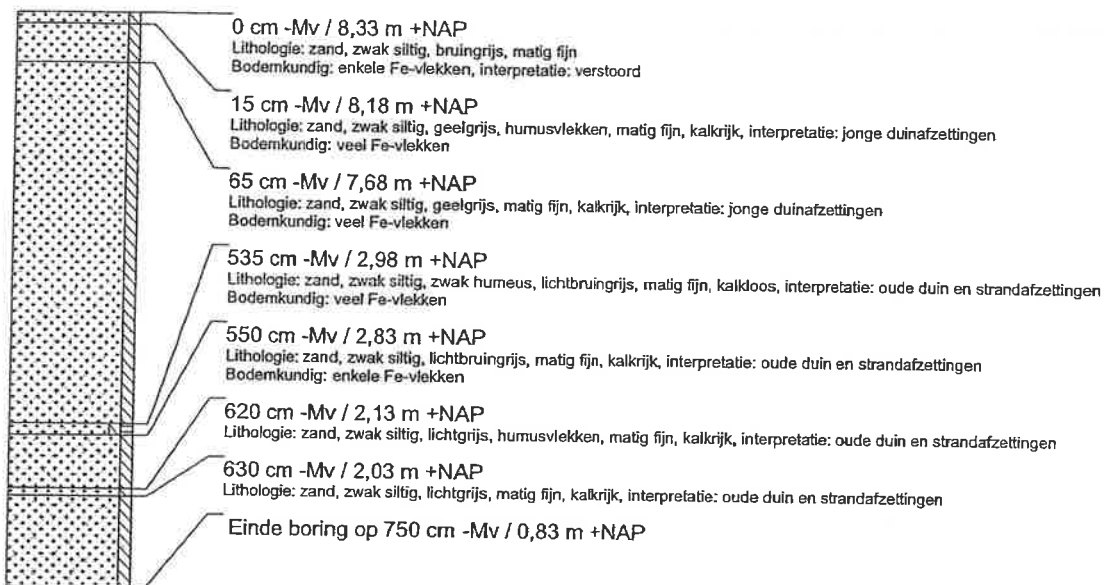 0 cm -Mv / 8,33 m +NAP
Lithologie: zand, zwak siltig, bruingrijs, matig fijn
Bodemkundig: enkele Fe-vlekken, interpretatie: verstoord
15 cm -Mv / 8,18 m +NAP
Lithologie: zand, zwak siltig, geelgrijs, humusvlekken, matig fijn, kalkrijk, interpretatie: jonge duinafzettingen
Bodemkundig: veel Fe-vlekken
65 cm -Mv / 7,68 m +NAP
Lithologie: zand, zwak siltig, geelgrijs, matig fijn, kalkrijk, interpretatie: jonge duinafzettingen
Bodemkundig: veel Fe-vlekken
535 cm -Mv / 2,98 m +NAP
Lithologie: zand, zwak siltig, zwak humeus, lichtbruingrijs, matig fijn, kalkloos, interpretatie: oude duin en strandafzettingen
Bodemkundig: veel Fe-vlekken
550 cm -Mv / 2,83 m +NAP
Lithologie: zand, zwak siltig, lichtbruingrijs, matig fijn, kalkrijk, interpretatie: oude duin en strandafzettingen
Bodemkundig: enkele Fe-vlekken
620 cm -Mv / 2,13 m +NAP
Lithologie: zand, zwak siltig, lichtgrijs, humusvlekken, matig fijn, kalkrijk, interpretatie: oude duin en strandafzettingen
630 cm -Mv / 2,03 m +NAP
Lithologie: zand, zwak siltig, lichtgrijs, matig fijn, kalkrijk, interpretatie: oude duin en strandafzettingen
Einde boring op 750 cm -Mv / 0,83 m +NAP